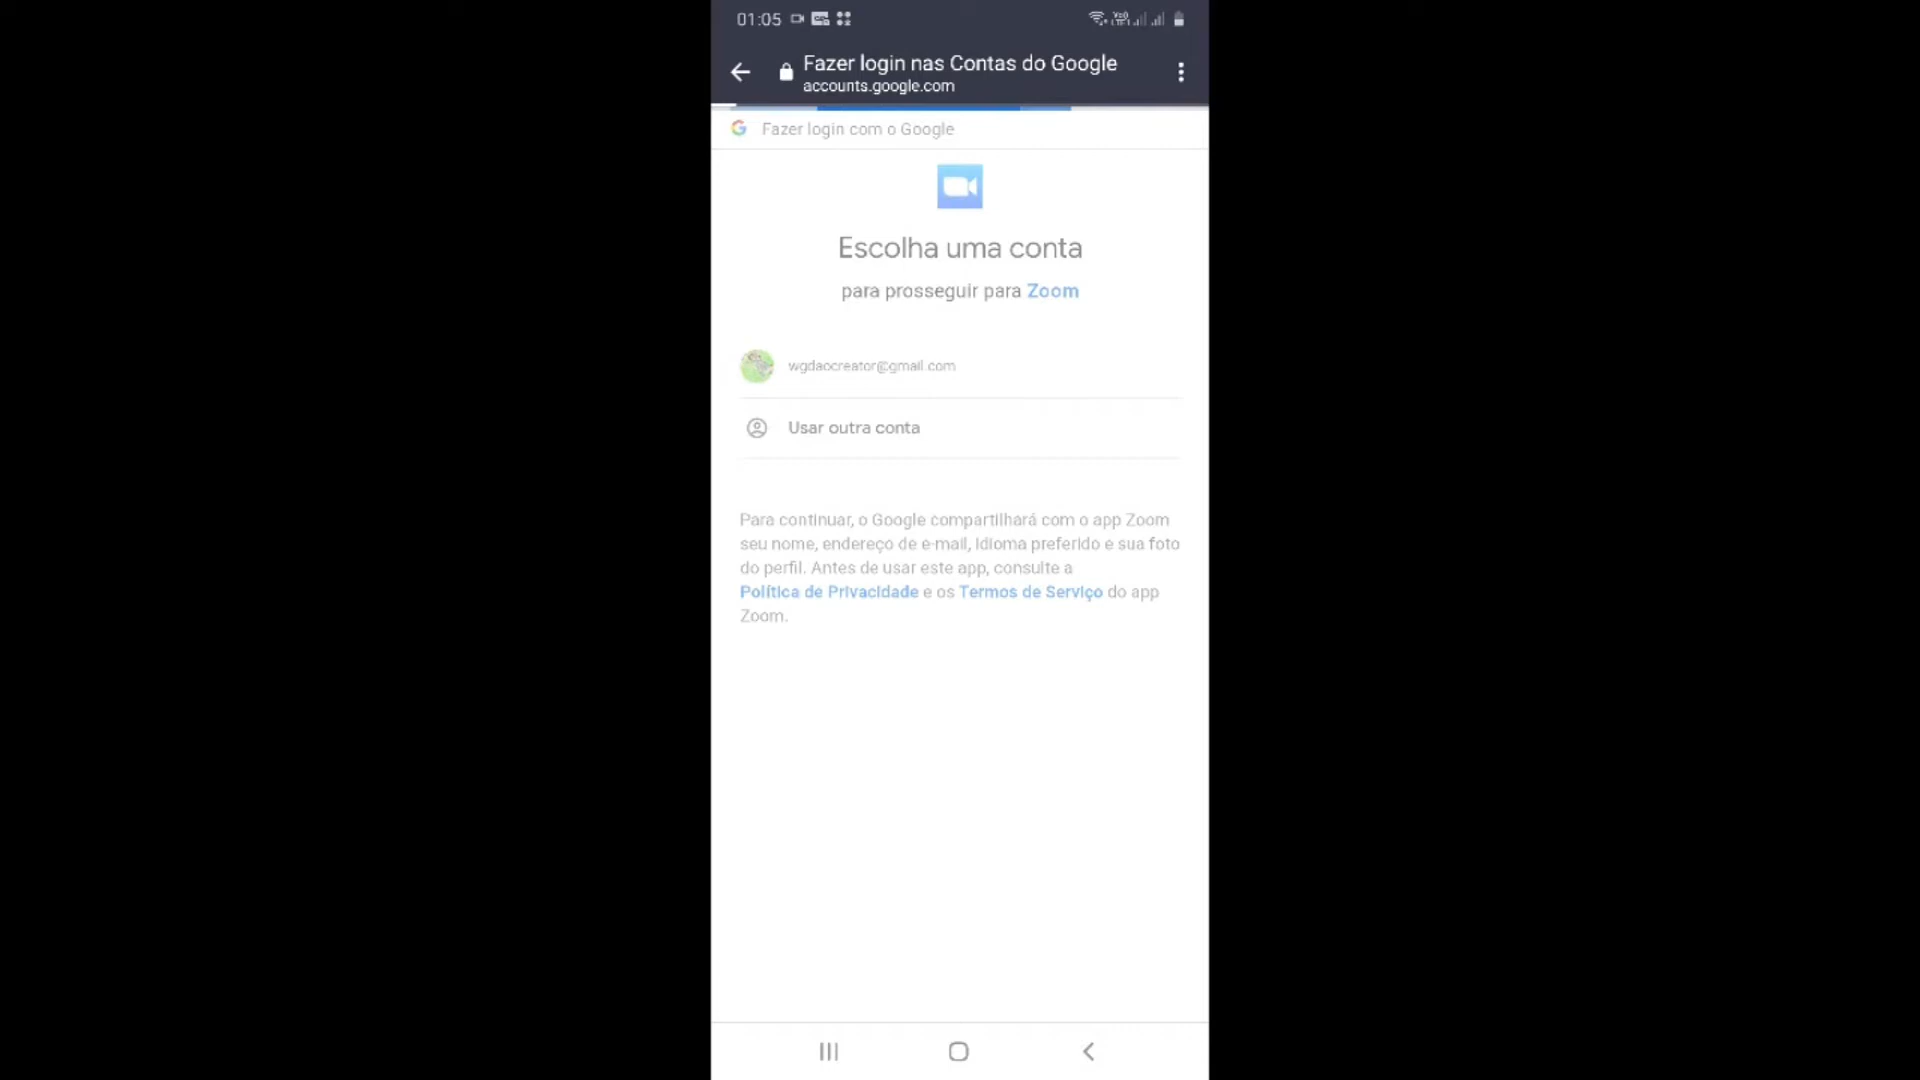 01:05
Fazer login nas Contas do Google
accounts.google.com
Fazer login com o Google
Escolha uma conta
para prosseguir para Zoom
wgdaocreator@gmail.com
Usar outra conta
Para continuar, o Google compartilhará com o app Zoom
seu nome, endereço de e-mail, idioma preferido e sua foto
do perfil. Antes de usar este app, consulte a
Política de Privacidade e os Termos de Serviço do app
Zoom.